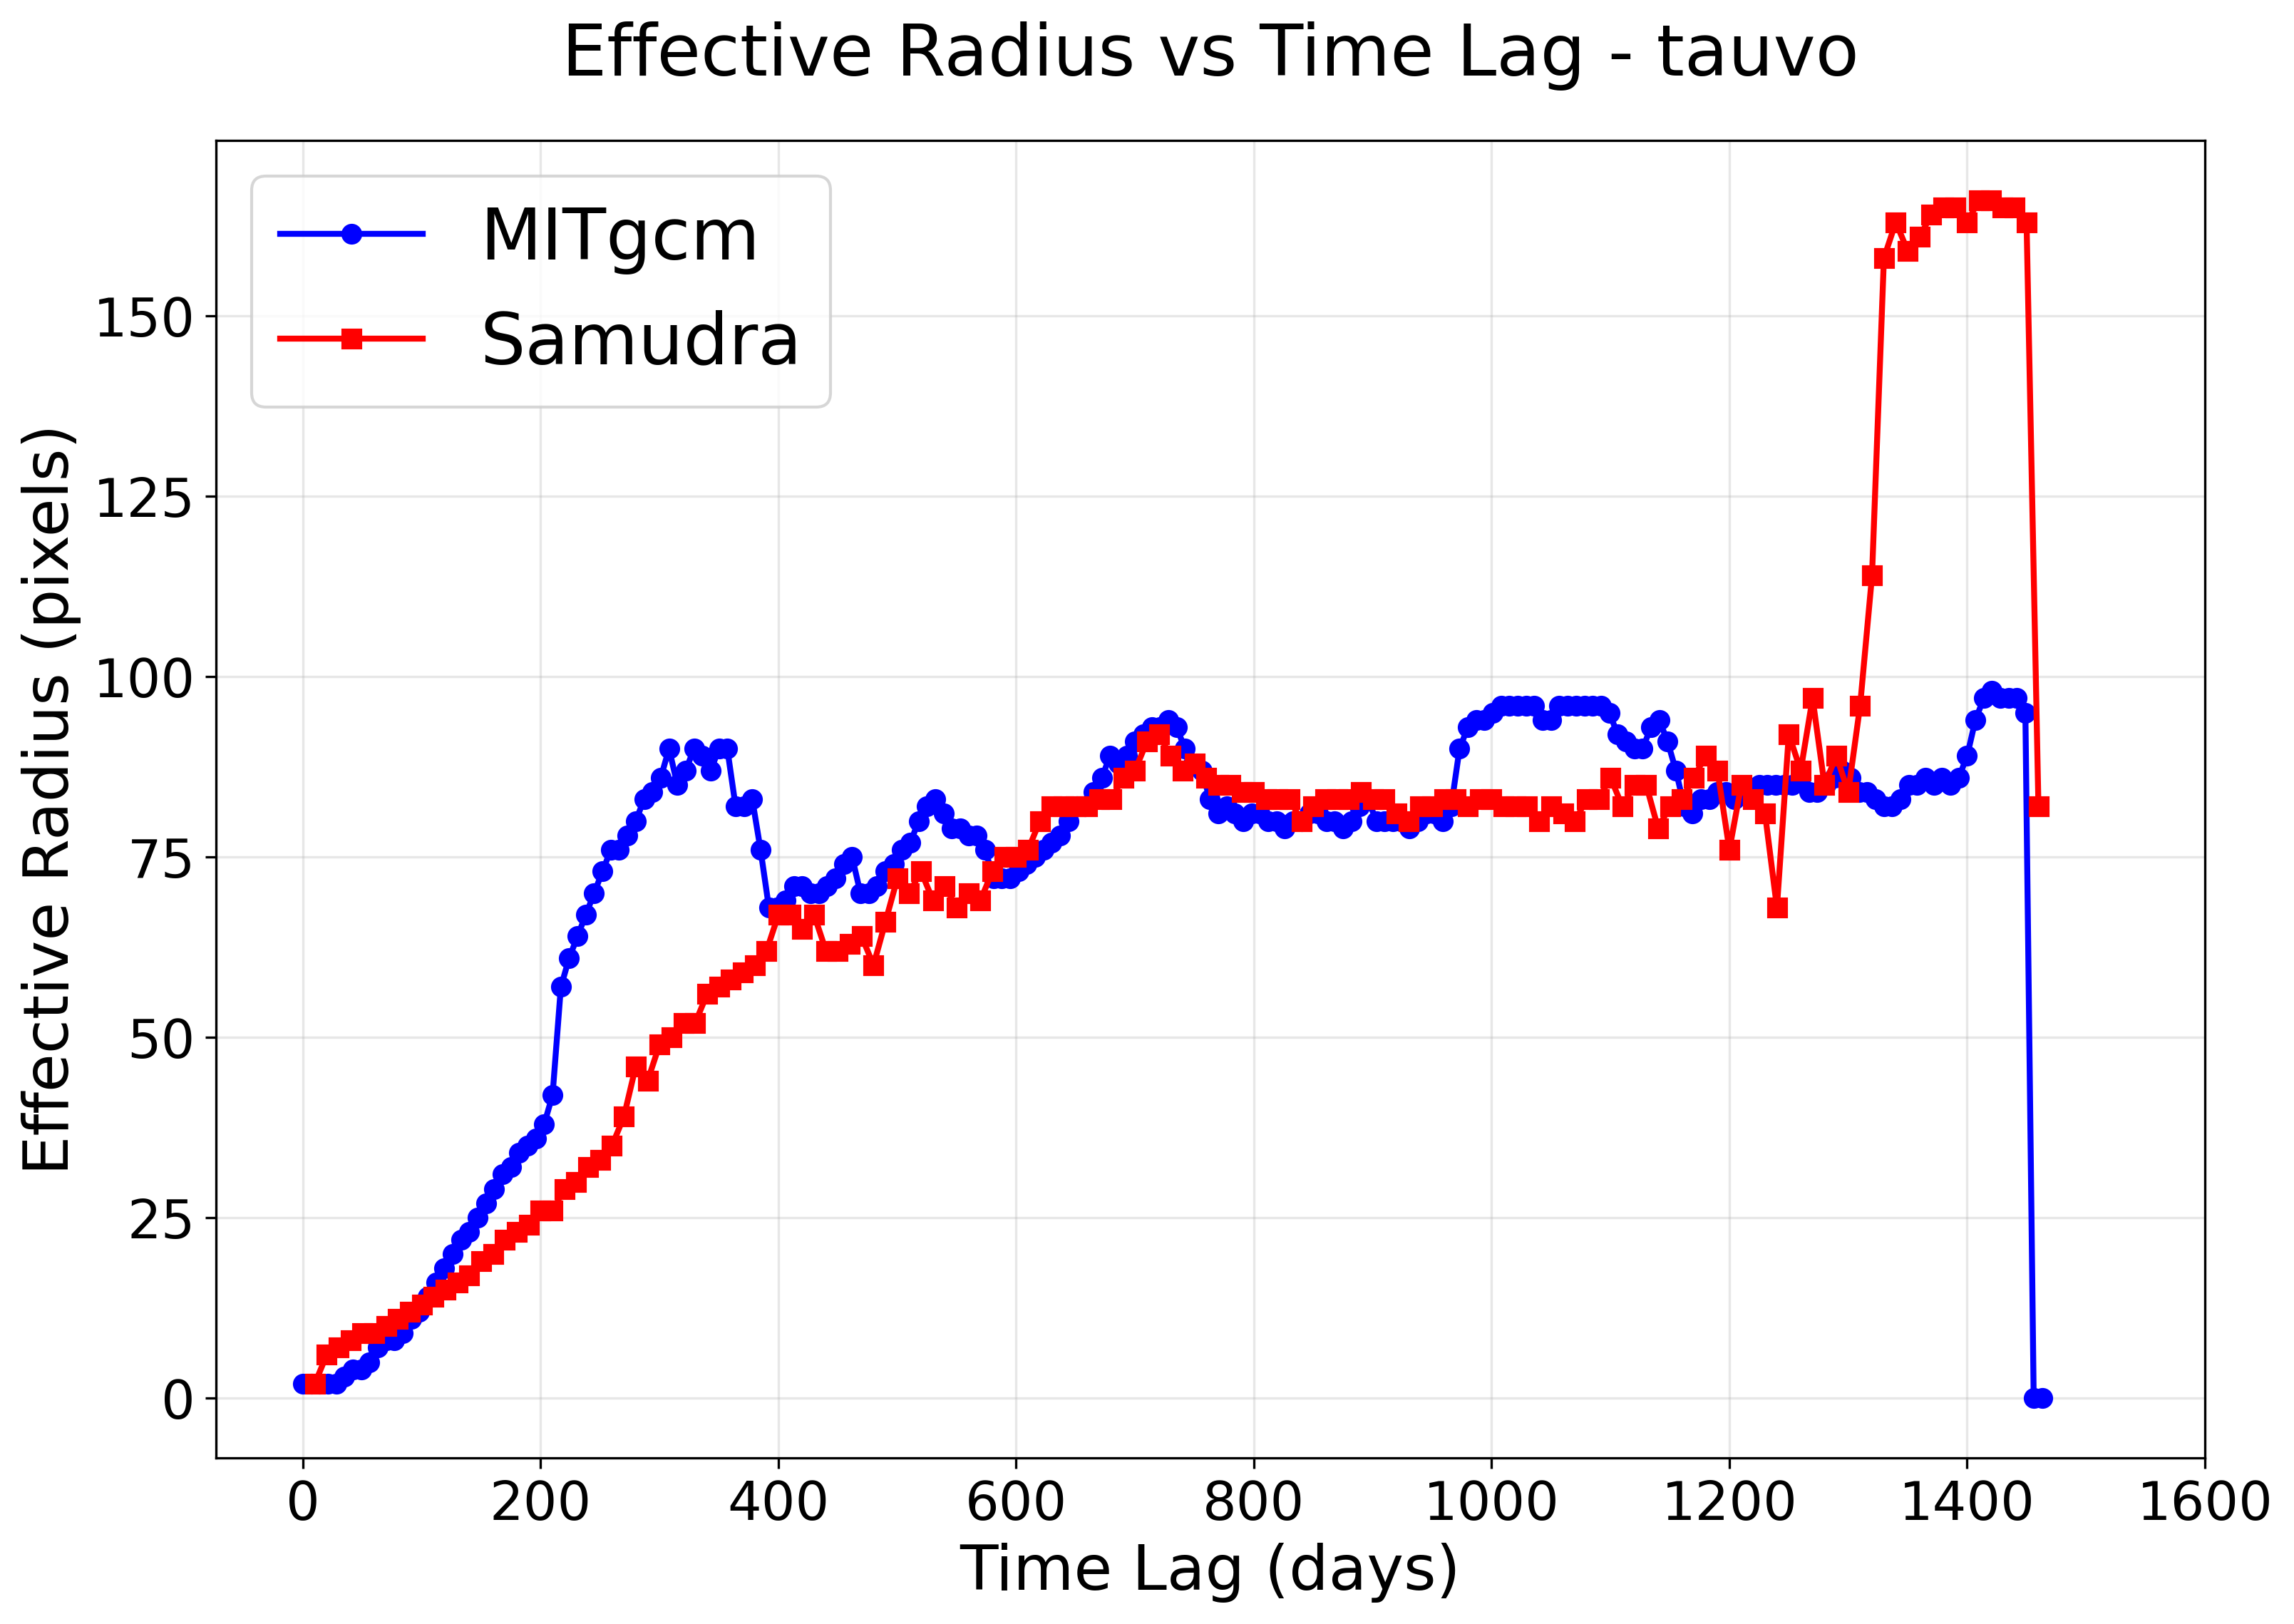 Effective Radius vs Time Lag - tauvo
MITgcm
Samudra
Effective Radius (pixels)
150
125
100
75
50
25
0
0 200 400 600 800 1000 1200 1400 1600
Time Lag (days)